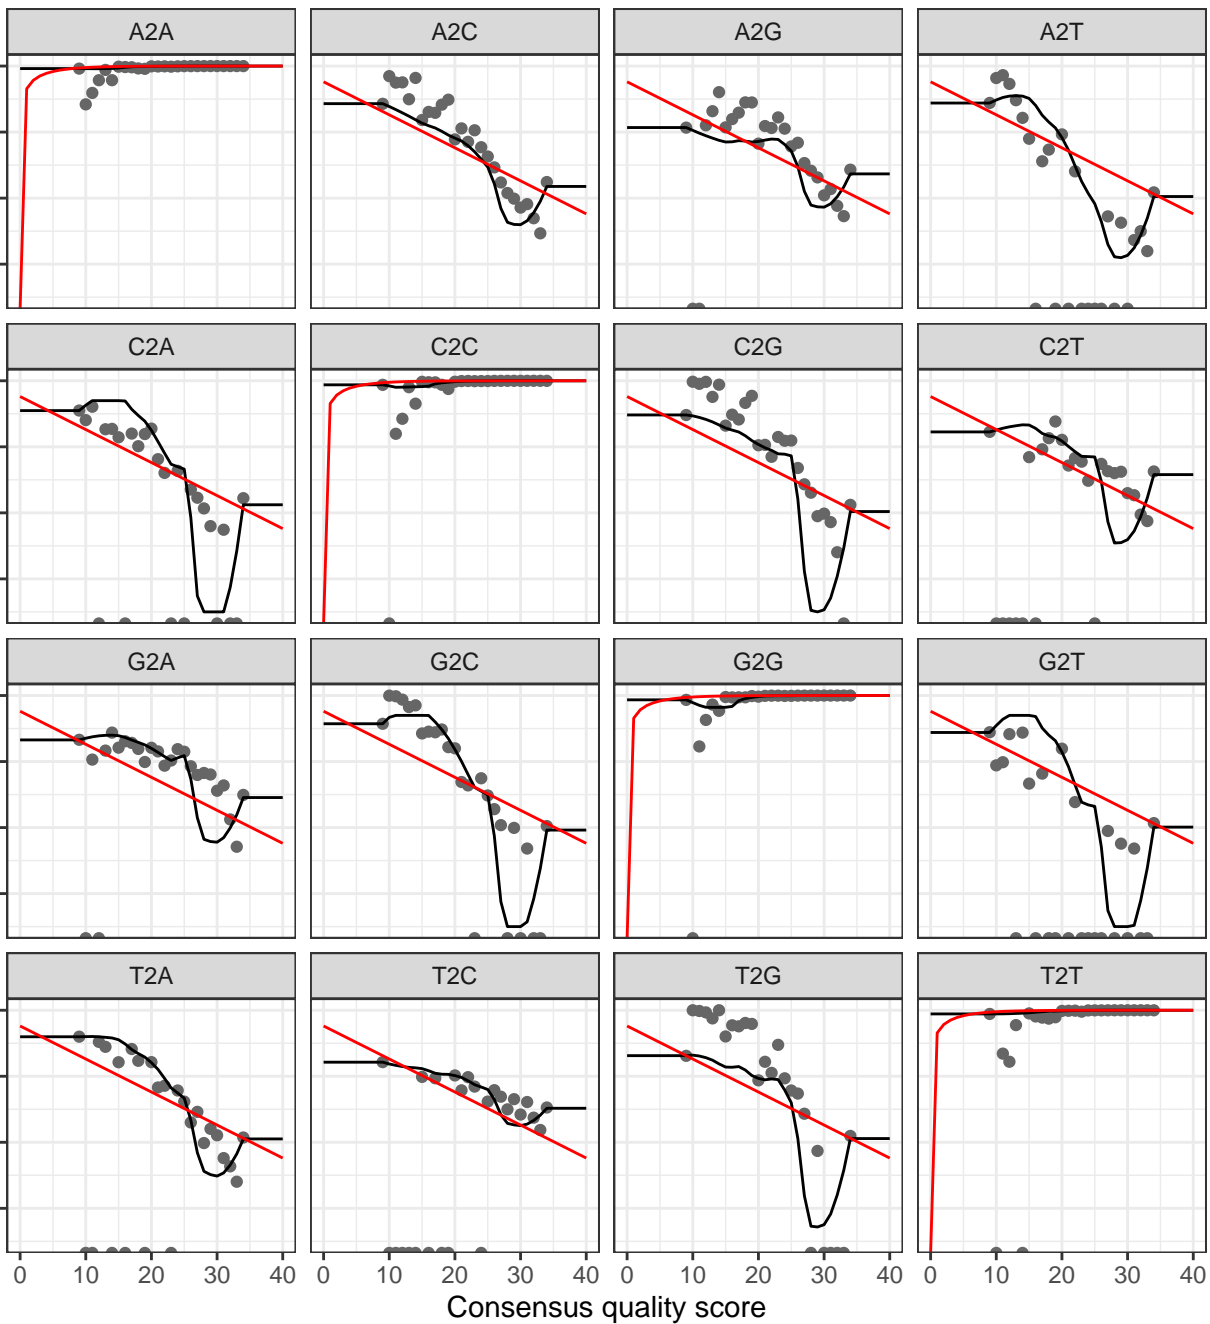 A2A A2C A2G A2T
C2A C2C C2G C2T
G2A G2C G2G G2T
T2A T2C T2G T2T
0 10 20 30 40 0 10 20 30 40 0 10 20 30 40 0 10 20 30 40
Consensus quality score